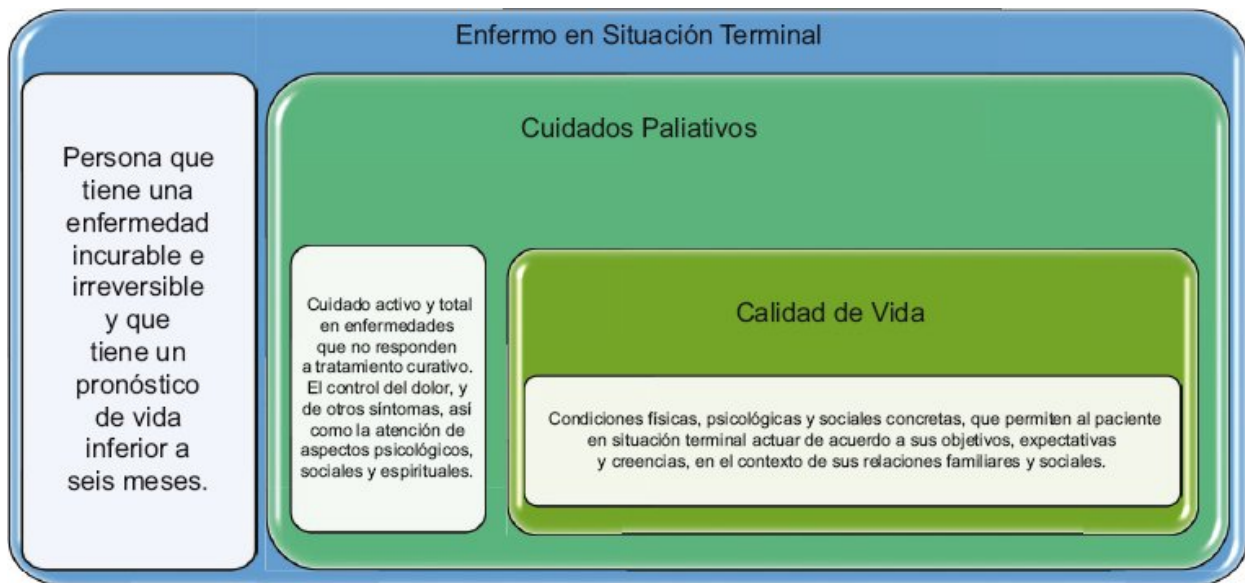 Enfermo en Situación Terminal
Persona que
tiene una
enfermedad
incurable e
irreversible
y que
tiene un
pronóstico
de vida
inferior a
seis meses.
Cuidados Paliativos
Cuidado activo y total
en enfermedades
que no responden
a tratamiento curativo.
El control del dolor, y
de otros síntomas, así
como la atención de
aspectos psicológicos,
sociales y espirituales.
Calidad de Vida
Condiciones físicas, psicológicas y sociales concretas, que permiten al paciente
en situación terminal actuar de acuerdo a sus objetivos, expectativas
y creencias, en el contexto de sus relaciones familiares y sociales.